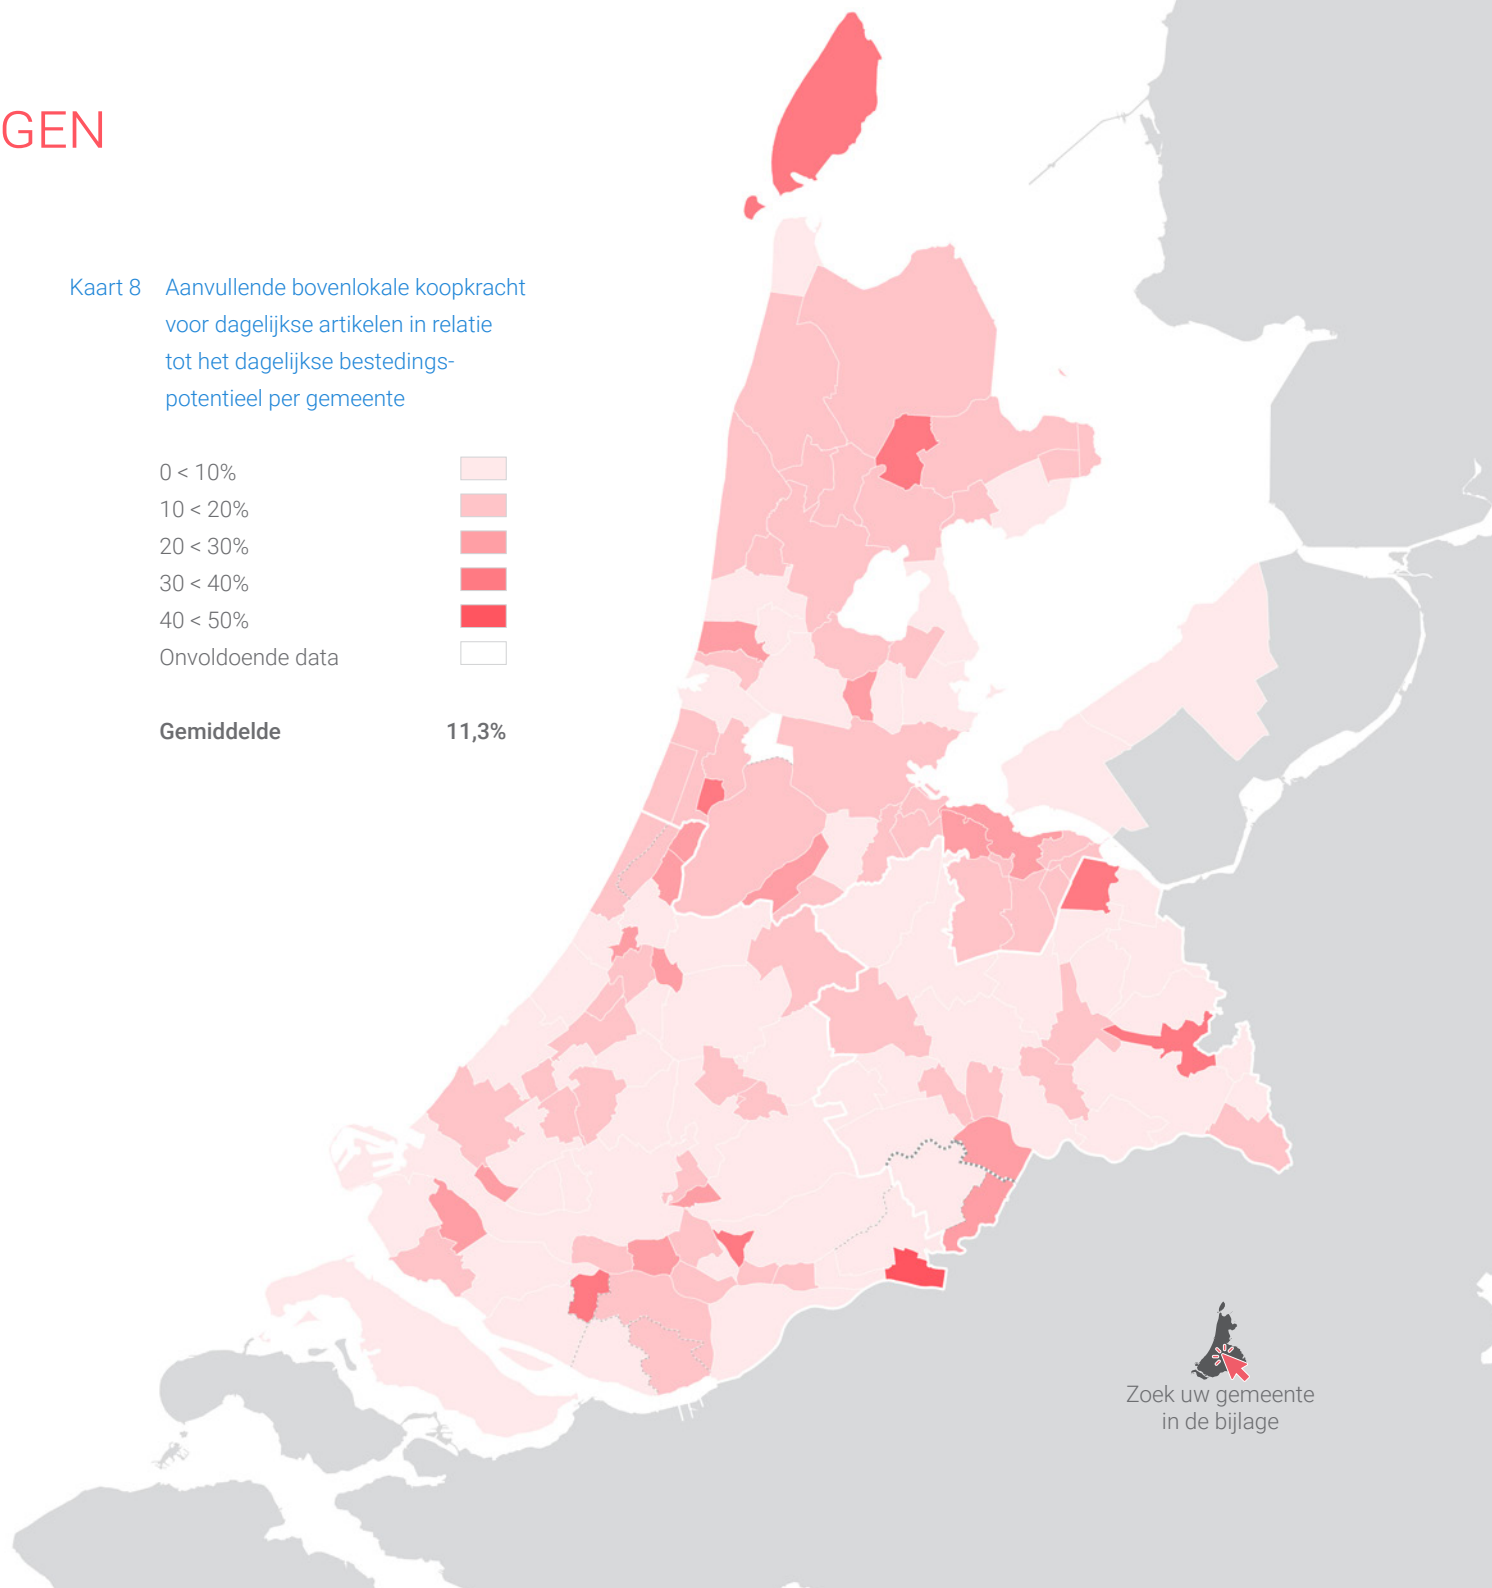 GEN
Kaart 8 Aanvullende bovenlokale koopkracht
voor dagelijkse artikelen in relatie
tot het dagelijkse bestedings-
potentieel per gemeente
0 < 10%
10 < 20%
20 < 30%
30 < 40%
40 < 50%
Onvoldoende data
Gemiddelde 11,3%
Zoek uw gemeente
in de bijlage